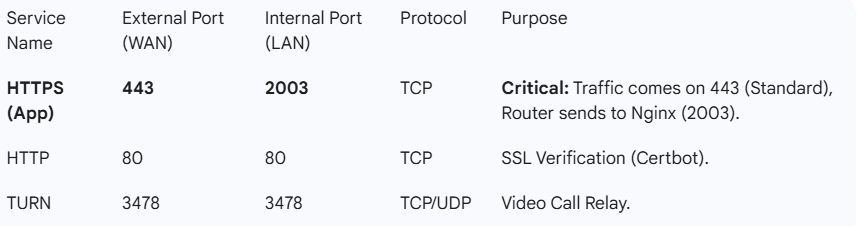 Service Name	External Port (WAN)	Internal Port (LAN)	Protocol	Purpose
HTTPS (App)	443	2003	TCP	Critical: Traffic comes on 443 (Standard), Router sends to Nginx (2003).
HTTP	80	80	TCP	SSL Verification (Certbot).
TURN	3478	3478	TCP/UDP	Video Call Relay.